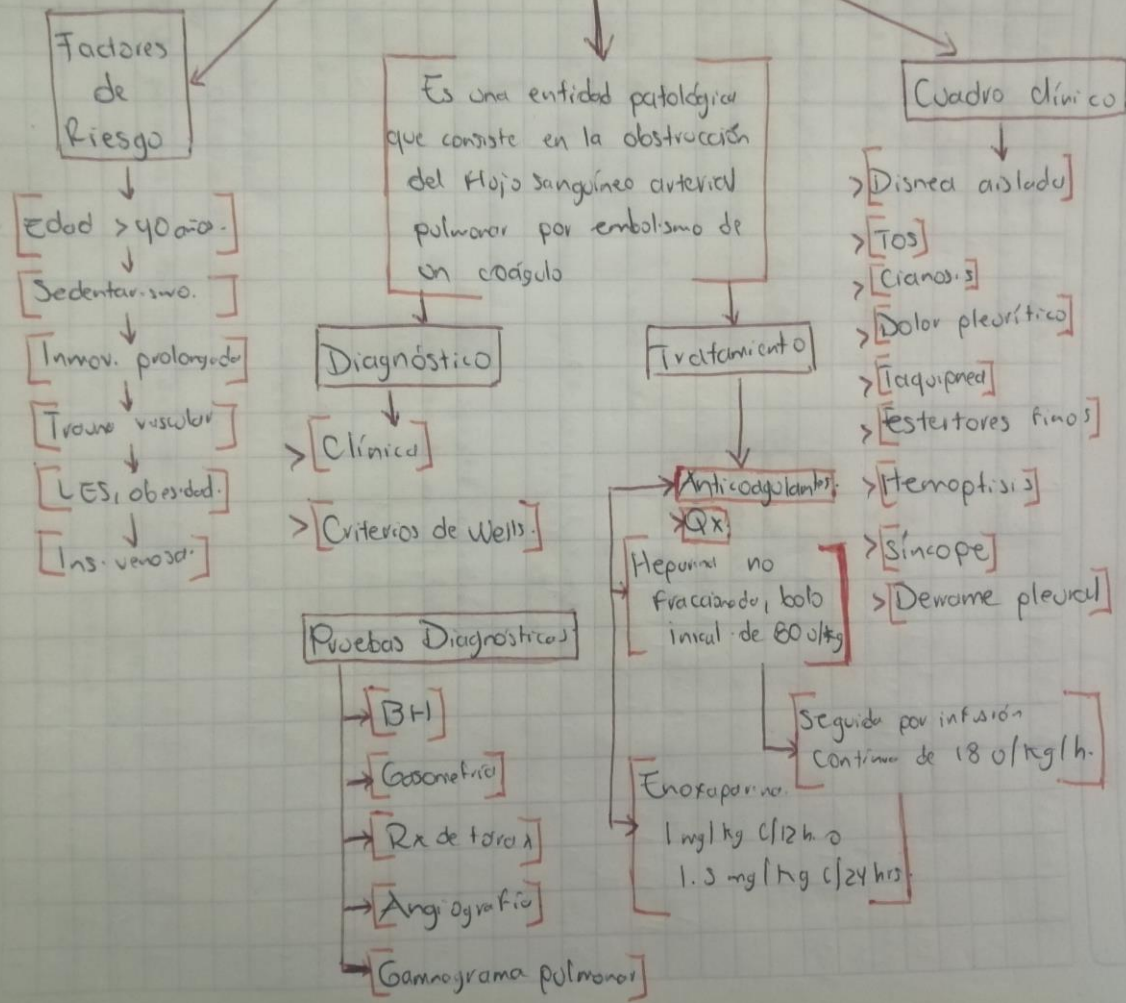 Factores
de
Riesgo
Edad > 40 año.
Sedentarismo.
Inmov. prolongada
Trauma vascular
LES, obesidad.
Ins. venosa.
Es una entidad patológica
que consiste en la obstrucción
del flujo sanguíneo arterial
pulmonar por embolismo de
un coágulo
Diagnóstico
> Clínica
> Criterios de Wells.
Pruebas Diagnósticas
BH
Gasometría
Rx de torax
Angiografía
Gamnograma pulmonar
Tratamiento
Anticoagulantes.
> Qx
Heparina no
fraccionada, bolo
inicial de 80 u/kg
Seguida por infusión
continua de 18 u/kg/h.
Enoxaparina.
1 mg/kg c/12 h. o
1.5 mg/kg c/24 hrs
Cuadro clínico
> Disnea aislada
> Tos
> Cianosis
> Dolor pleurítico
> Taquipnea
> Estertores finos
> Hemoptisis
> Síncope
> Derrame pleural